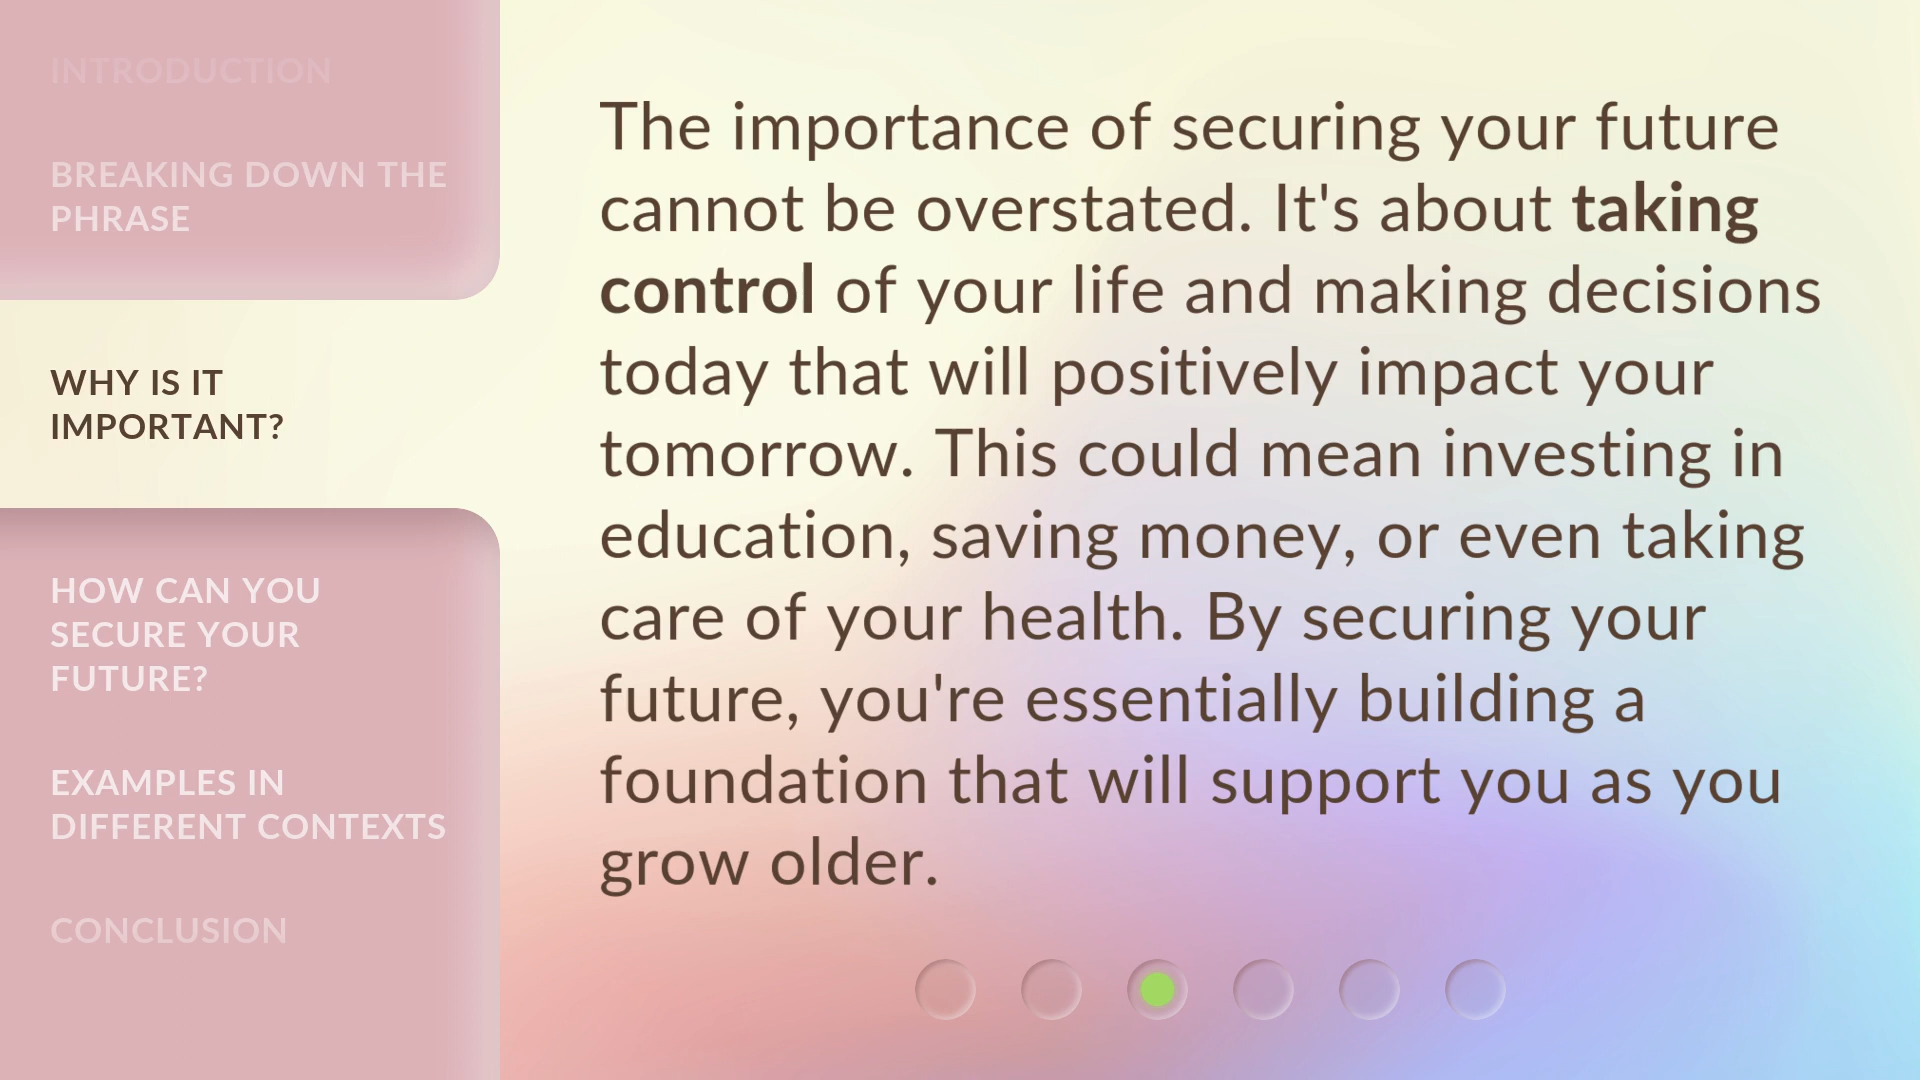 INTRODUCTION
BREAKING DOWN THE
PHRASE
WHY IS IT
IMPORTANT?
HOW CAN YOU
SECURE YOUR
FUTURE?
EXAMPLES IN
DIFFERENT CONTEXTS
CONCLUSION
The importance of securing your future
cannot be overstated. It's about taking
control of your life and making decisions
today that will positively impact your
tomorrow. This could mean investing in
education, saving money, or even taking
care of your health. By securing your
future, you're essentially building a
foundation that will support you as you
grow older.